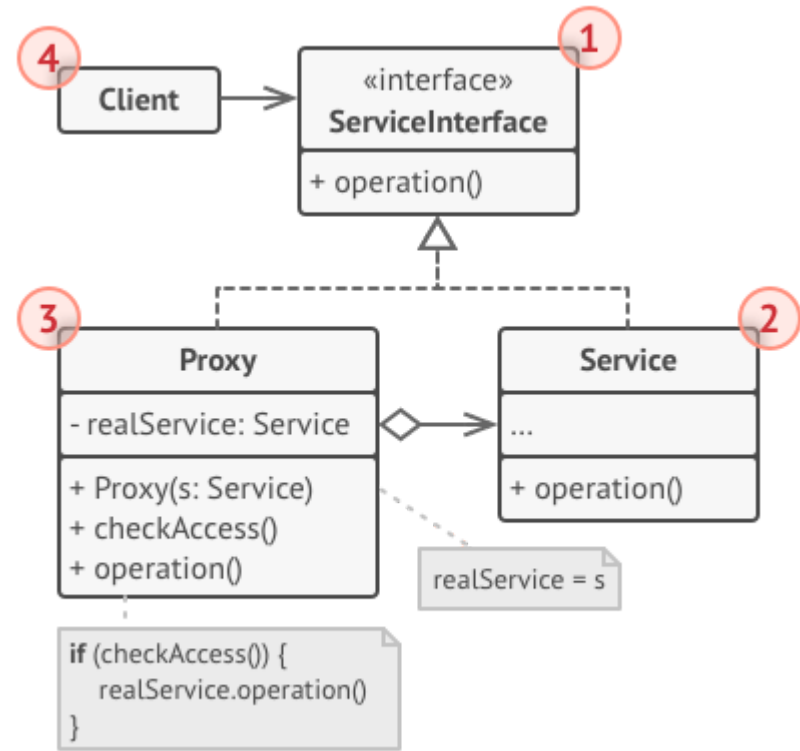 1
4
«interface»
ServiceInterface
Client
+ operation()
3
2
Proxy
- realService: Service
+ Proxy(s: Service)
+ checkAccess()
+ operation()
Service
...
+ operation()
realService = s
if (checkAccess()) {
realService.operation()
}